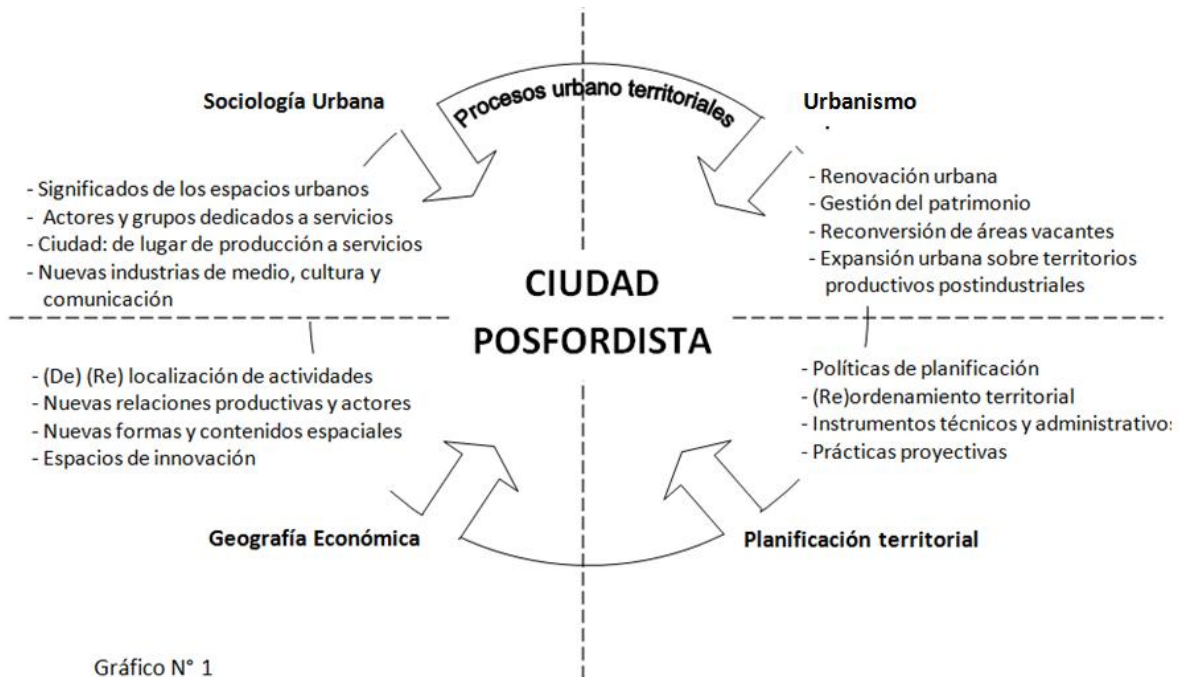 Procesos urbano territoriales
Sociología Urbana
- Significados de los espacios urbanos
- Actores y grupos dedicados a servicios
- Ciudad: de lugar de producción a servicios
- Nuevas industrias de medio, cultura y
comunicación
Urbanismo
- Renovación urbana
- Gestión del patrimonio
- Reconversión de áreas vacantes
- Expansión urbana sobre territorios
productivos postindustriales
CIUDAD
POSFORDISTA
- (De) (Re) localización de actividades
- Nuevas relaciones productivas y actores
- Nuevas formas y contenidos espaciales
- Espacios de innovación
Geografía Económica
- Políticas de planificación
- (Re)ordenamiento territorial
- Instrumentos técnicos y administrativos
- Prácticas proyectivas
Planificación territorial
Gráfico N° 1